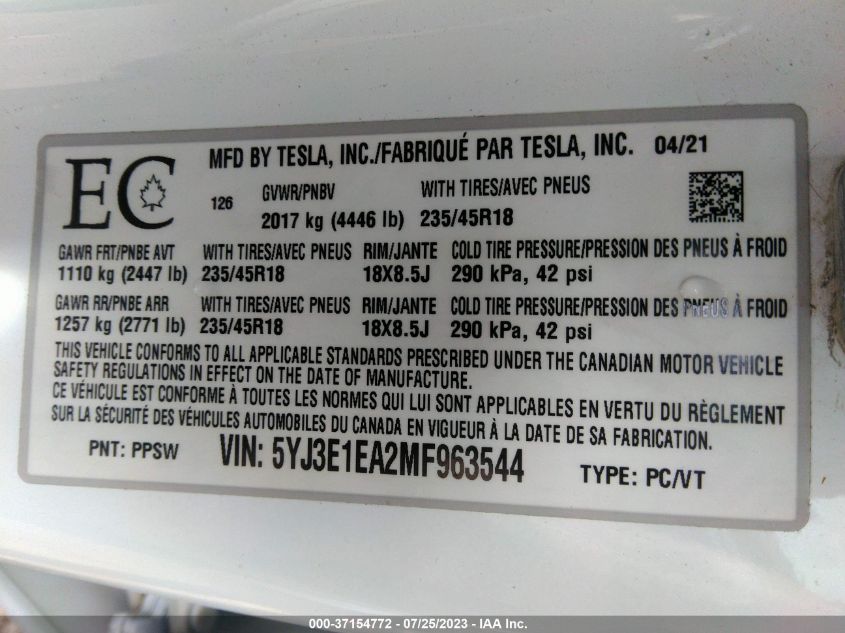 EC
MFD BY TESLA, INC./FABRIQUÉ PAR TESLA, INC. 04/21
126 GVWR/PNBV WITH TIRES/AVEC PNEUS
2017 kg (4446 lb) 235/45R18
GAWR FRT/PNBE AVT WITH TIRES/AVEC PNEUS RIM/JANTE COLD TIRE PRESSURE/PRESSION DES PNEUS À FROID
1110 kg (2447 lb) 235/45R18 18X8.5J 290 kPa, 42 psi
GAWR RR/PNBE ARR WITH TIRES/AVEC PNEUS RIM/JANTE COLD TIRE PRESSURE/PRESSION DES PNEUS À FROID
1257 kg (2771 lb) 235/45R18 18X8.5J 290 kPa, 42 psi
THIS VEHICLE CONFORMS TO ALL APPLICABLE STANDARDS PRESCRIBED UNDER THE CANADIAN MOTOR VEHICLE
SAFETY REGULATIONS IN EFFECT ON THE DATE OF MANUFACTURE.
CE VÉHICULE EST CONFORME À TOUTES LES NORMES QUI LUI SONT APPLICABLES EN VERTU DU RÈGLEMENT
SUR LA SÉCURITÉ DES VÉHICULES AUTOMOBILES DU CANADA EN VIGUEUR À LA DATE DE SA FABRICATION.
PNT: PPSW VIN: 5YJ3E1EA2MF963544 TYPE: PC/VT
000-37154772 - 07/25/2023 - IAA Inc.